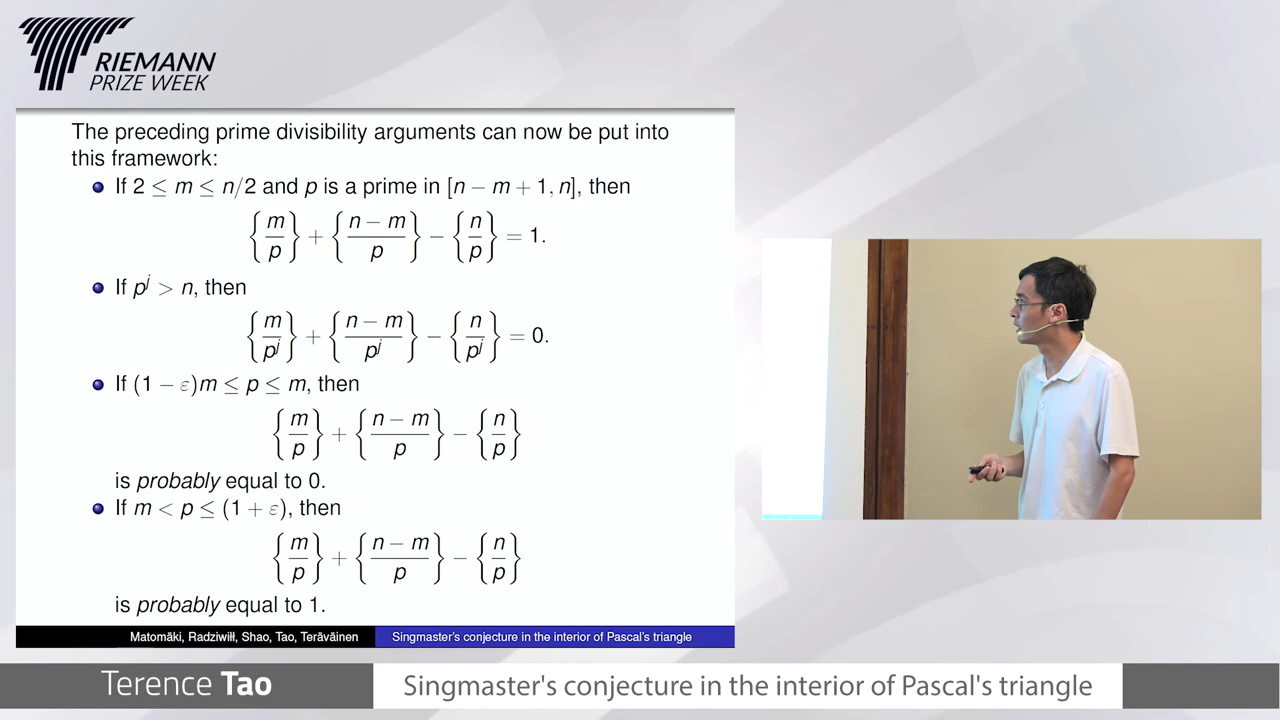 RIEMANN
PRIZE WEEK
The preceding prime divisibility arguments can now be put into
this framework:
If 2 ≤ m ≤ n/2 and p is a prime in [n − m + 1, n], then
{m/p} + {(n − m)/p} − {n/p} = 1.
If p^j > n, then
{m/p^j} + {(n − m)/p^j} − {n/p^j} = 0.
If (1 − ε)m ≤ p ≤ m, then
{m/p} + {(n − m)/p} − {n/p}
is probably equal to 0.
If m < p ≤ (1 + ε), then
{m/p} + {(n − m)/p} − {n/p}
is probably equal to 1.
Matomäki, Radziwiłł, Shao, Tao, Teräväinen
Singmaster's conjecture in the interior of Pascal's triangle
Terence Tao
Singmaster's conjecture in the interior of Pascal's triangle